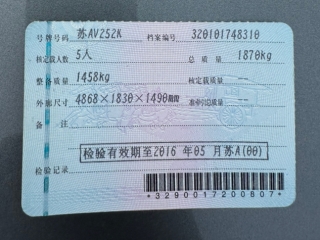 号牌号码 苏AV252K 档案编号 320101748310
核定载人数 5人 总质量 1870kg
整备质量 1458kg 核定载质量 --
外廓尺寸 4868×1830×1490mm 准牵引总质量 --
备注
检验有效期至2016年05月苏A(00)
检验记录
*3290017200807*